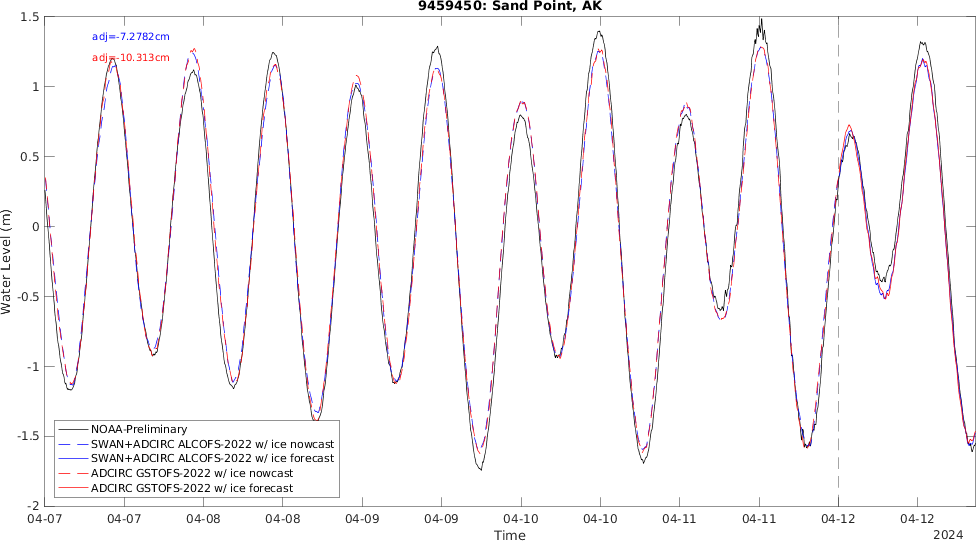 9459450: Sand Point, AK
adj=-7.2782cm
adj=-10.313cm
Water Level (m)
1.5
1
0.5
0
-0.5
-1
-1.5
-2
NOAA-Preliminary
SWAN+ADCIRC ALCOFS-2022 w/ ice nowcast
SWAN+ADCIRC ALCOFS-2022 w/ ice forecast
ADCIRC GSTOFS-2022 w/ ice nowcast
ADCIRC GSTOFS-2022 w/ ice forecast
04-07 04-07 04-08 04-08 04-09 04-09 04-10 04-10 04-11 04-11 04-12 04-12
Time
2024